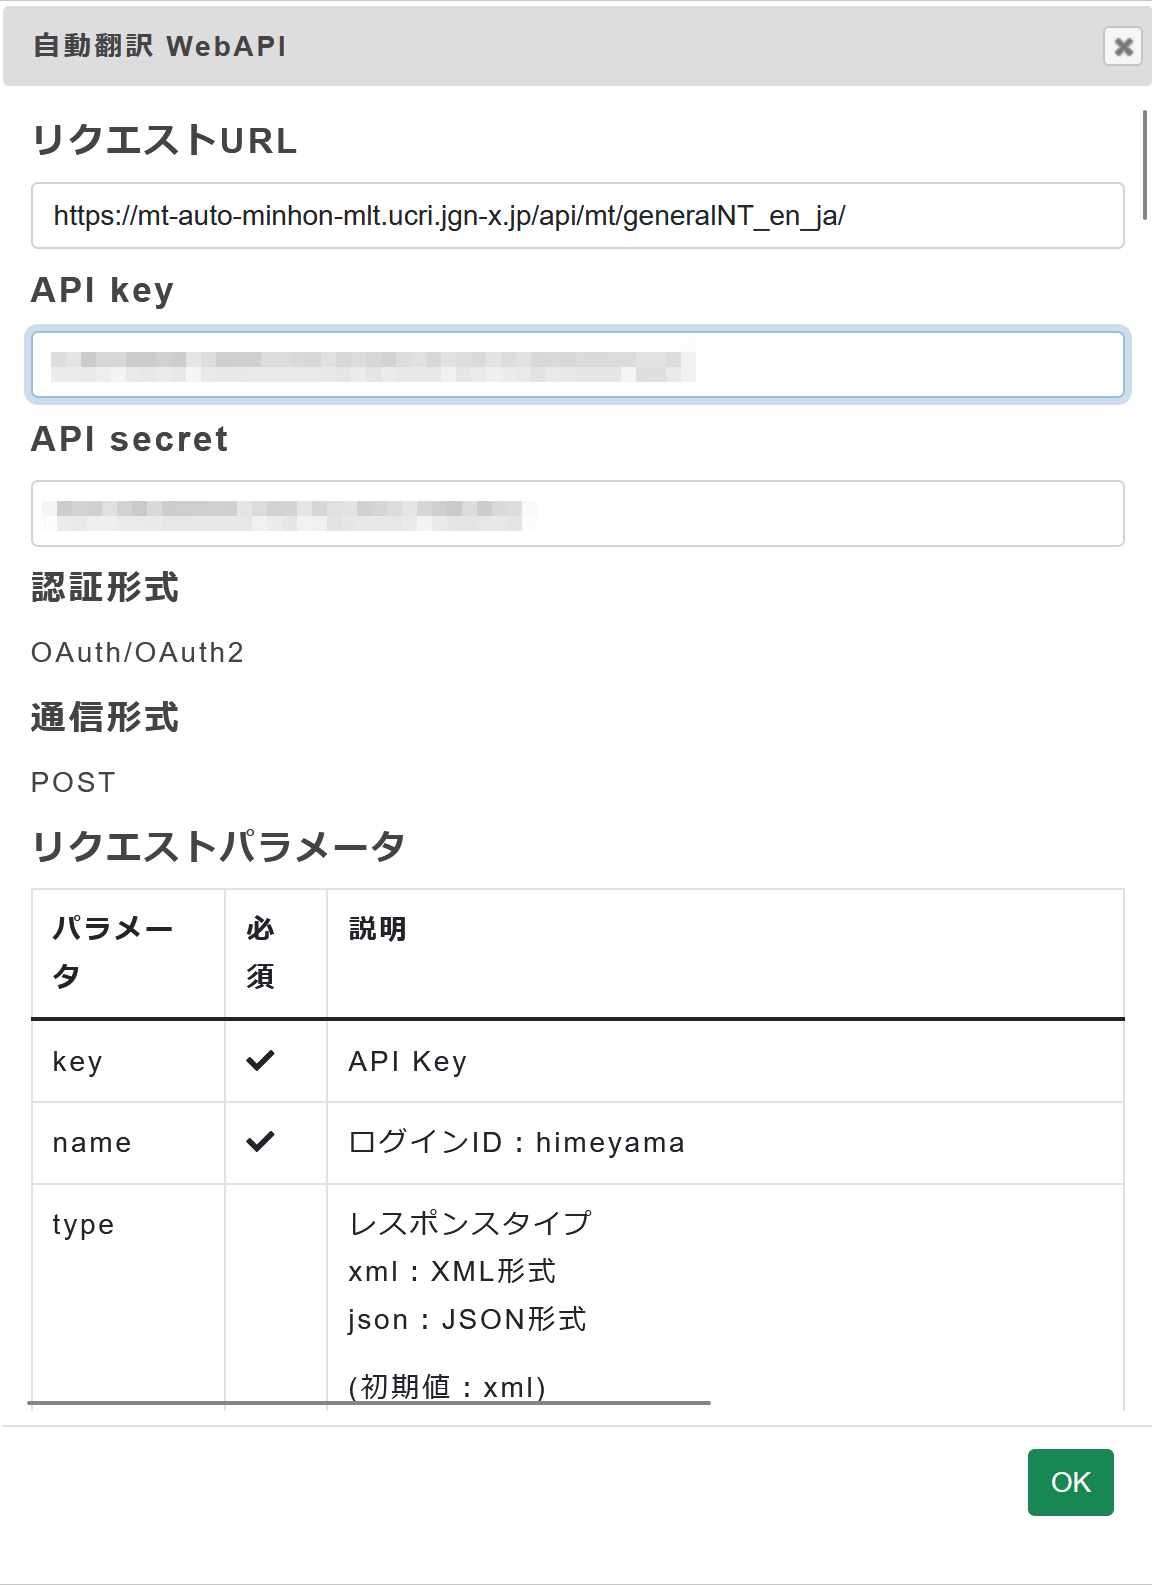 自動翻訳 WebAPI
リクエストURL
https://mt-auto-minhon-mlt.ucri.jgn-x.jp/api/mt/generalNT_en_ja/
API key
API secret
認証形式
OAuth/OAuth2
通信形式
POST
リクエストパラメータ
パラメー
タ
必
須
説明
key
API Key
name
ログインID：himeyama
type
レスポンスタイプ
xml：XML形式
json：JSON形式
(初期値：xml)
OK